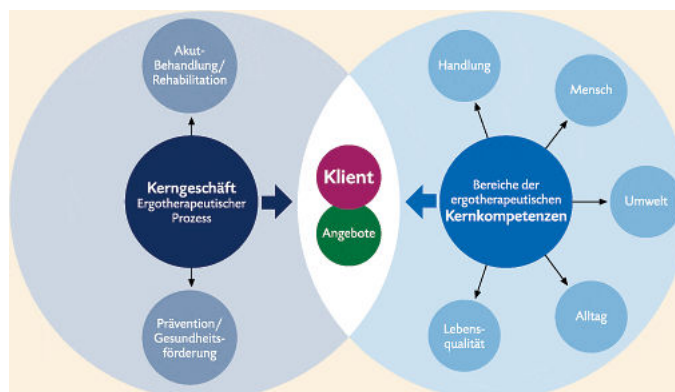 Akut-
Behandlung/
Rehabilitation
Kerngeschäft
Ergotherapeutischer
Prozess
Prävention/
Gesundheits-
förderung
Klient
Angebote
Handlung
Mensch
Bereiche der
ergotherapeutischen
Kernkompetenzen
Umwelt
Lebens-
qualität
Alltag